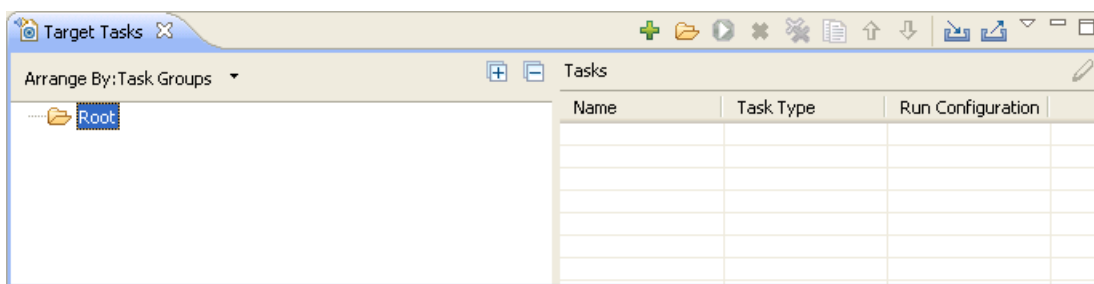 Target Tasks
Arrange By:Task Groups
Tasks
Root
Name Task Type Run Configuration